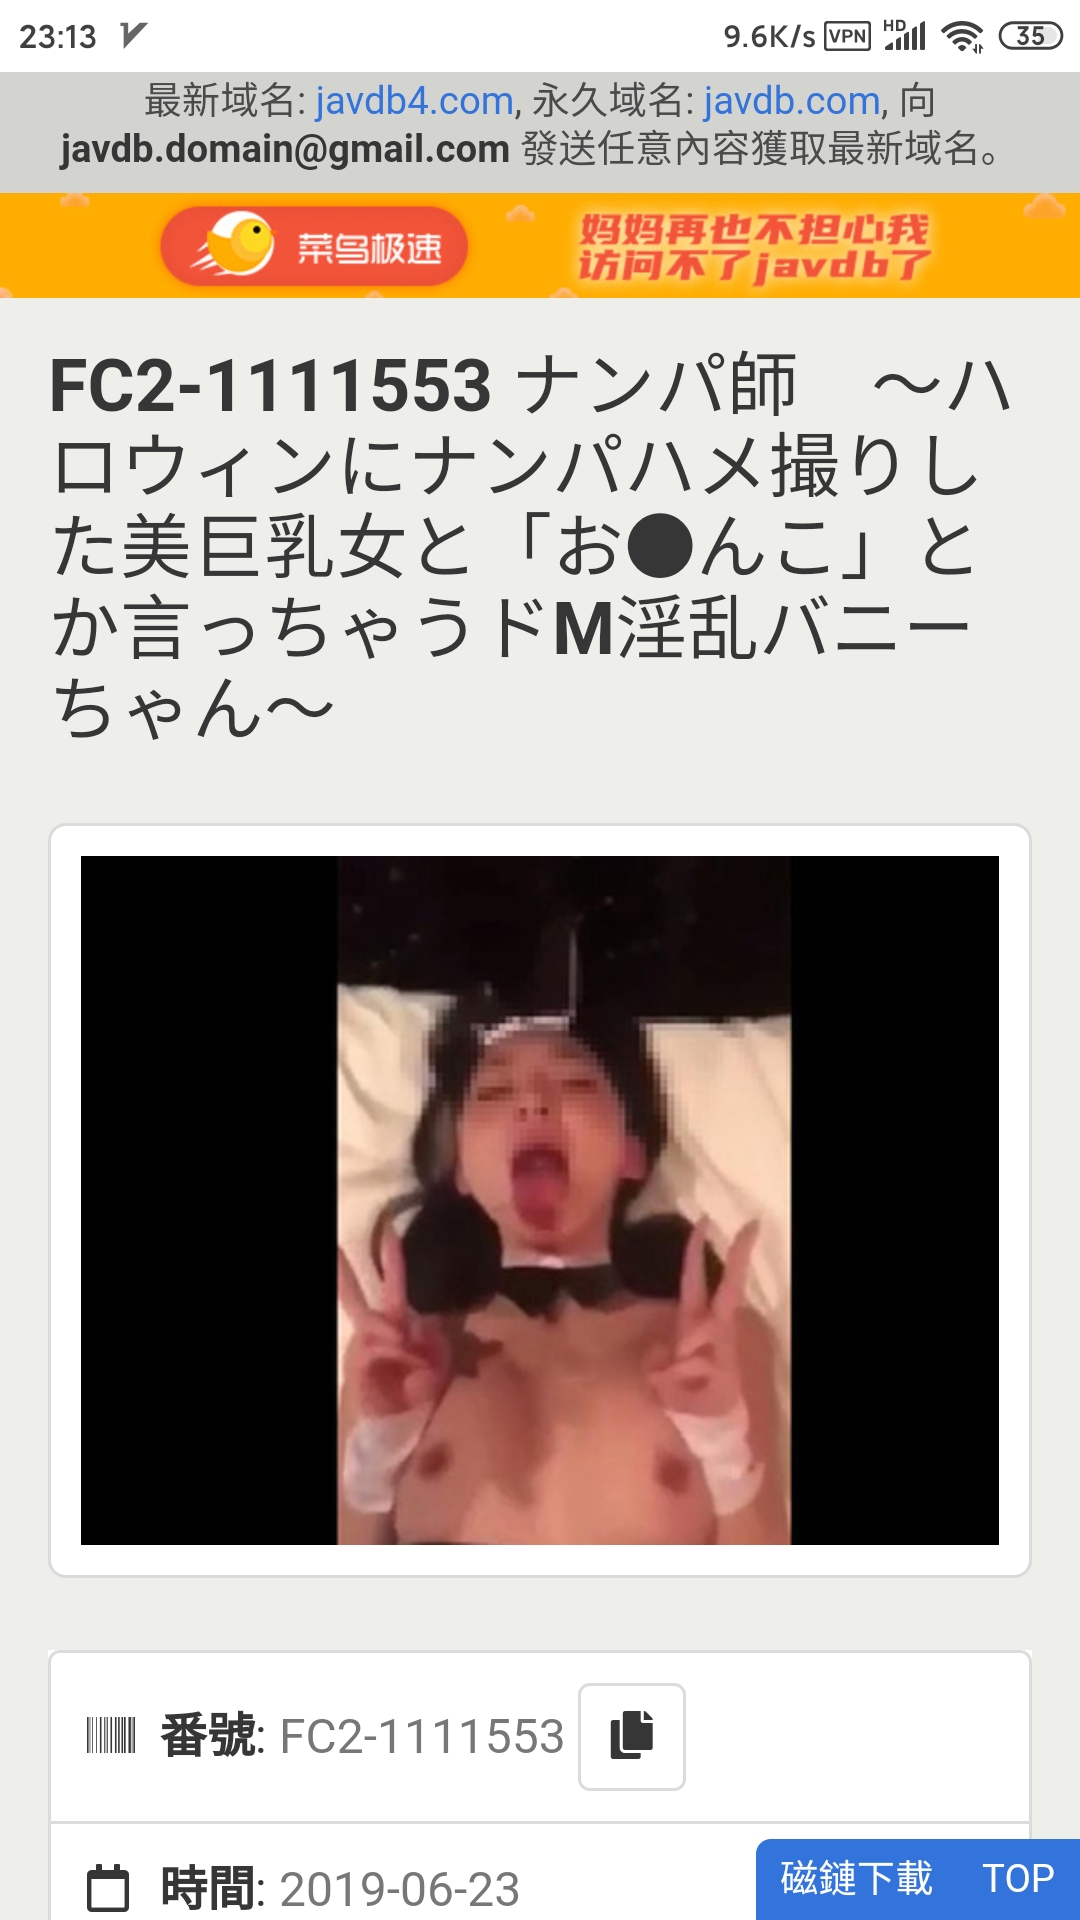 23:13
9.6K/s VPN HD 35
最新域名: javdb4.com, 永久域名: javdb.com, 向
javdb.domain@gmail.com 發送任意內容獲取最新域名。
菜鸟极速
妈妈再也不担心我
访问不了javdb了
FC2-1111553 ナンパ師　～ハ
ロウィンにナンパハメ撮りし
た美巨乳女と「お●んこ」と
か言っちゃうドM淫乱バニー
ちゃん～
番號: FC2-1111553
時間: 2019-06-23
磁鏈下載 TOP